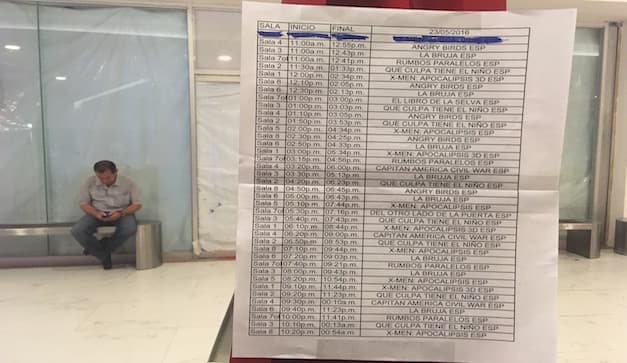 SALA INICIO FINAL 23/05/2016
Sala 4 11:00a.m. 12:55p.m. ANGRY BIRDS ESP
Sala 3 11:00a.m. 12:43p.m. LA BRUJA ESP
Sala 11:00a.m. 12:41p.m. RUMBOS PARALELOS ESP
Sala 2 11:30a.m. 01:33p.m. QUE CULPA TIENE EL NIÑO ESP
Sala 1 12:00p.m. 02:34p.m. X-MEN: APOCALIPSIS 3D ESP
Sala 12:10p.m. 02:05p.m. ANGRY BIRDS ESP
Sala 6 12:30p.m. 02:13p.m. LA BRUJA ESP
Sala 01:00p.m. 03:00p.m. EL LIBRO DE LA SELVA ESP
Sala 3 01:00p.m. 03:03p.m. QUE CULPA TIENE EL NIÑO ESP
Sala 4 01:10p.m. 03:05p.m. ANGRY BIRDS ESP
Sala 2 01:50p.m. 03:53p.m. QUE CULPA TIENE EL NIÑO ESP
Sala 5 02:00p.m. 04:34p.m. X-MEN: APOCALIPSIS ESP
Sala 8 02:30p.m. 04:25p.m. ANGRY BIRDS ESP
Sala 6 04:33p.m. LA BRUJA ESP
Sala 1 03:00p.m. 05:34p.m. X-MEN: APOCALIPSIS ESP
Sala 03:15p.m. 04:56p.m. RUMBOS PARALELOS ESP
Sala 4 03:20p.m. 06:00p.m. CAPITAN AMERICA CIVIL WAR ESP
Sala 3 03:30p.m. 05:13p.m. LA BRUJA ESP
Sala 2 04:20p.m. 06:23p.m. QUE CULPA TIENE EL NIÑO ESP
Sala 8 04:50p.m. 06:45p.m. ANGRY BIRDS ESP
Sala 6 05:00p.m. 06:43p.m. LA BRUJA ESP
Sala 5 05:10p.m. 07:44p.m. X-MEN: APOCALIPSIS ESP
Sala 05:30p.m. 07:16p.m. DEL OTRO LADO DE LA PUERTA ESP
Sala 3 05:40p.m. 07:43p.m. QUE CULPA TIENE EL NIÑO ESP
Sala 1 06:10p.m. 08:44p.m. X-MEN: APOCALIPSIS 3D ESP
Sala 4 06:20p.m. 09:00p.m. CAPITAN AMERICA CIVIL WAR ESP
Sala 2 06:50p.m. 08:53p.m. QUE CULPA TIENE EL NIÑO ESP
Sala 8 07:10p.m. 09:44p.m. X-MEN: APOCALIPSIS ESP
Sala 6 07:20p.m. 09:03p.m. LA BRUJA ESP
Sala 07:40p.m. 09:21p.m. RUMBOS PARALELOS ESP
Sala 3 08:00p.m. 09:43p.m. LA BRUJA ESP
Sala 5 08:20p.m. 10:54p.m. X-MEN: APOCALIPSIS ESP
Sala 1 09:10p.m. 11:44p.m. X-MEN: APOCALIPSIS 3D ESP
Sala 2 09:20p.m. 11:23p.m. QUE CULPA TIENE EL NIÑO ESP
Sala 4 09:30p.m. 00:10a.m. CAPITAN AMERICA CIVIL WAR ESP
Sala 6 09:40p.m. 11:23p.m. LA BRUJA ESP
Sala 10:00p.m. 11:41p.m. RUMBOS PARALELOS ESP
Sala 3 10:10p.m. 00:13a.m. QUE CULPA TIENE EL NIÑO ESP
Sala 8 10:20p.m. 00:54a.m. X-MEN: APOCALIPSIS ESP